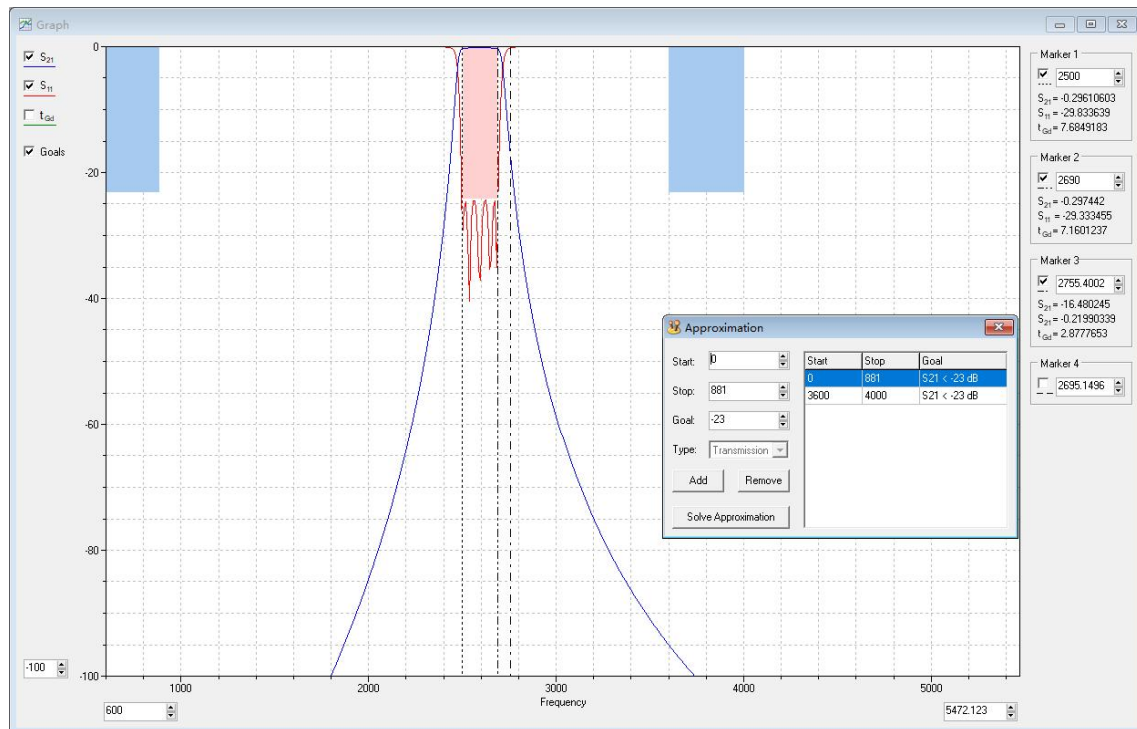 Graph
S21
S11
tGd
Goals
0
-20
-40
-60
-80
-100
-100
1000
2000
3000
4000
5000
Frequency
600
5472.123
Marker 1
2500
S21 = -0.29610603
S11 = -29.833639
tGd = 7.6849183
Marker 2
2690
S21 = -0.297442
S11 = -29.333455
tGd = 7.1601237
Marker 3
2755.4002
S21 = -16.480245
S21 = -0.21990339
tGd = 2.8777653
Marker 4
2695.1496
Approximation
Start: 0
Stop: 881
Goal: -23
Type: Transmission
Add Remove
Solve Approximation
Start Stop Goal
0 881 S21 < -23 dB
3600 4000 S21 < -23 dB